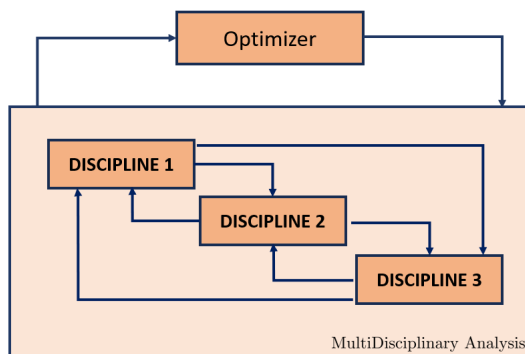 Optimizer
DISCIPLINE 1
DISCIPLINE 2
DISCIPLINE 3
MultiDisciplinary Analysis